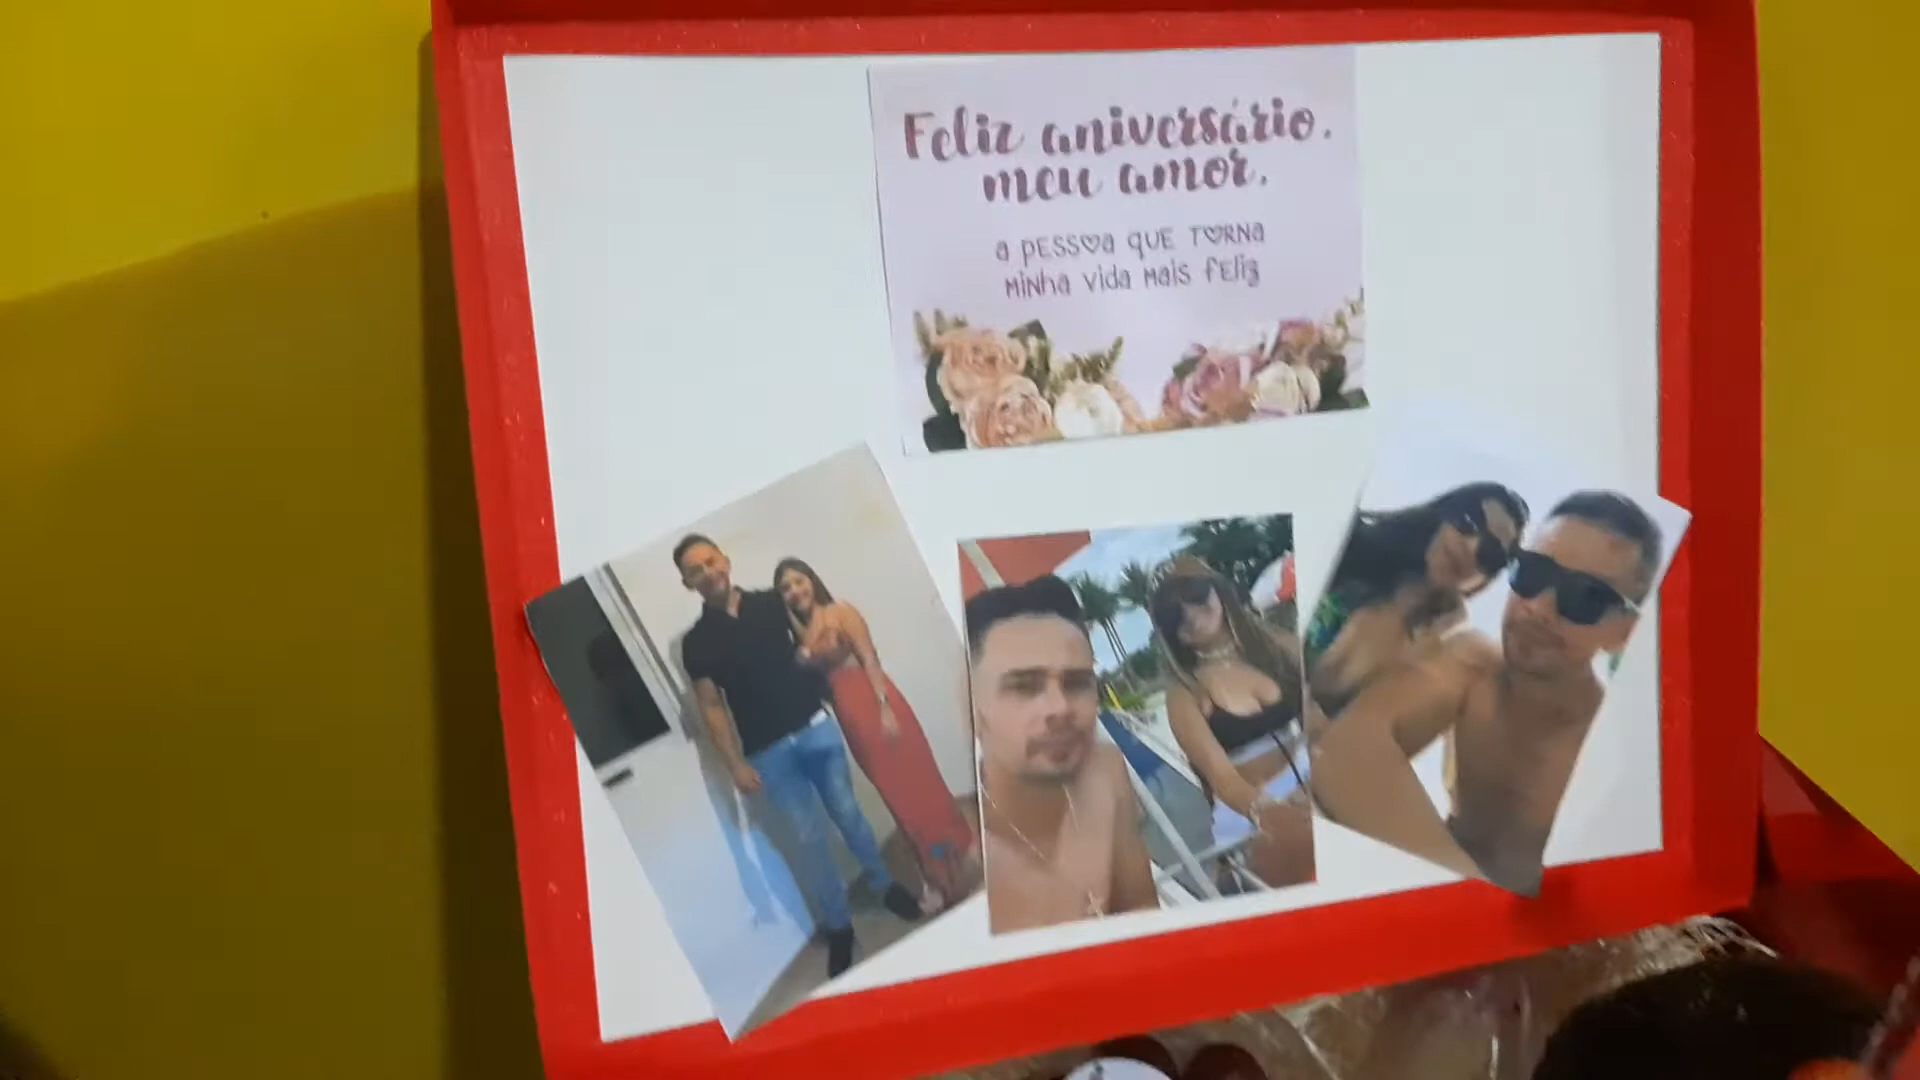 Feliz aniversário.
meu amor.
a PESSoa qUE ToRNa
MiNha vida Mais fEliz